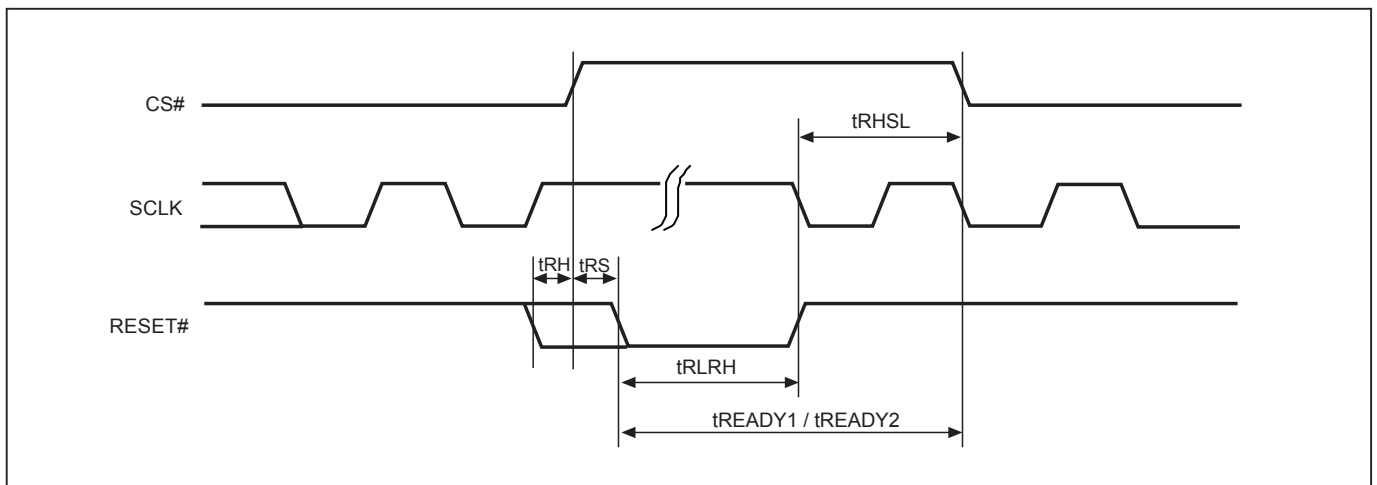 CS#
tRHSL
SCLK
tRH
tRS
RESET#
tRLRH
tREADY1 / tREADY2